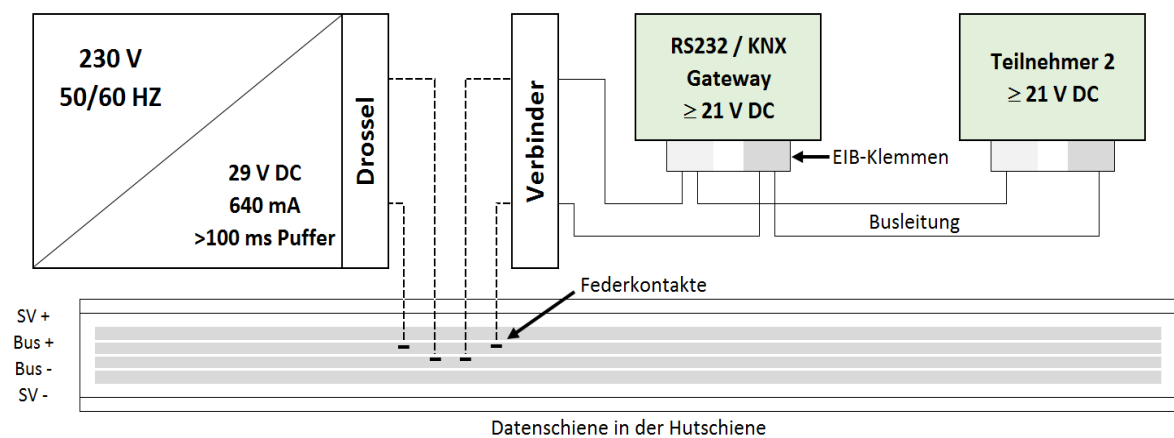 230 V
50/60 HZ
29 V DC
640 mA
>100 ms Puffer
Drossel
Verbinder
RS232 / KNX
Gateway
≥ 21 V DC
Teilnehmer 2
≥ 21 V DC
EIB-Klemmen
Busleitung
Federkontakte
SV +
Bus +
Bus -
SV -
Datenschiene in der Hutschiene